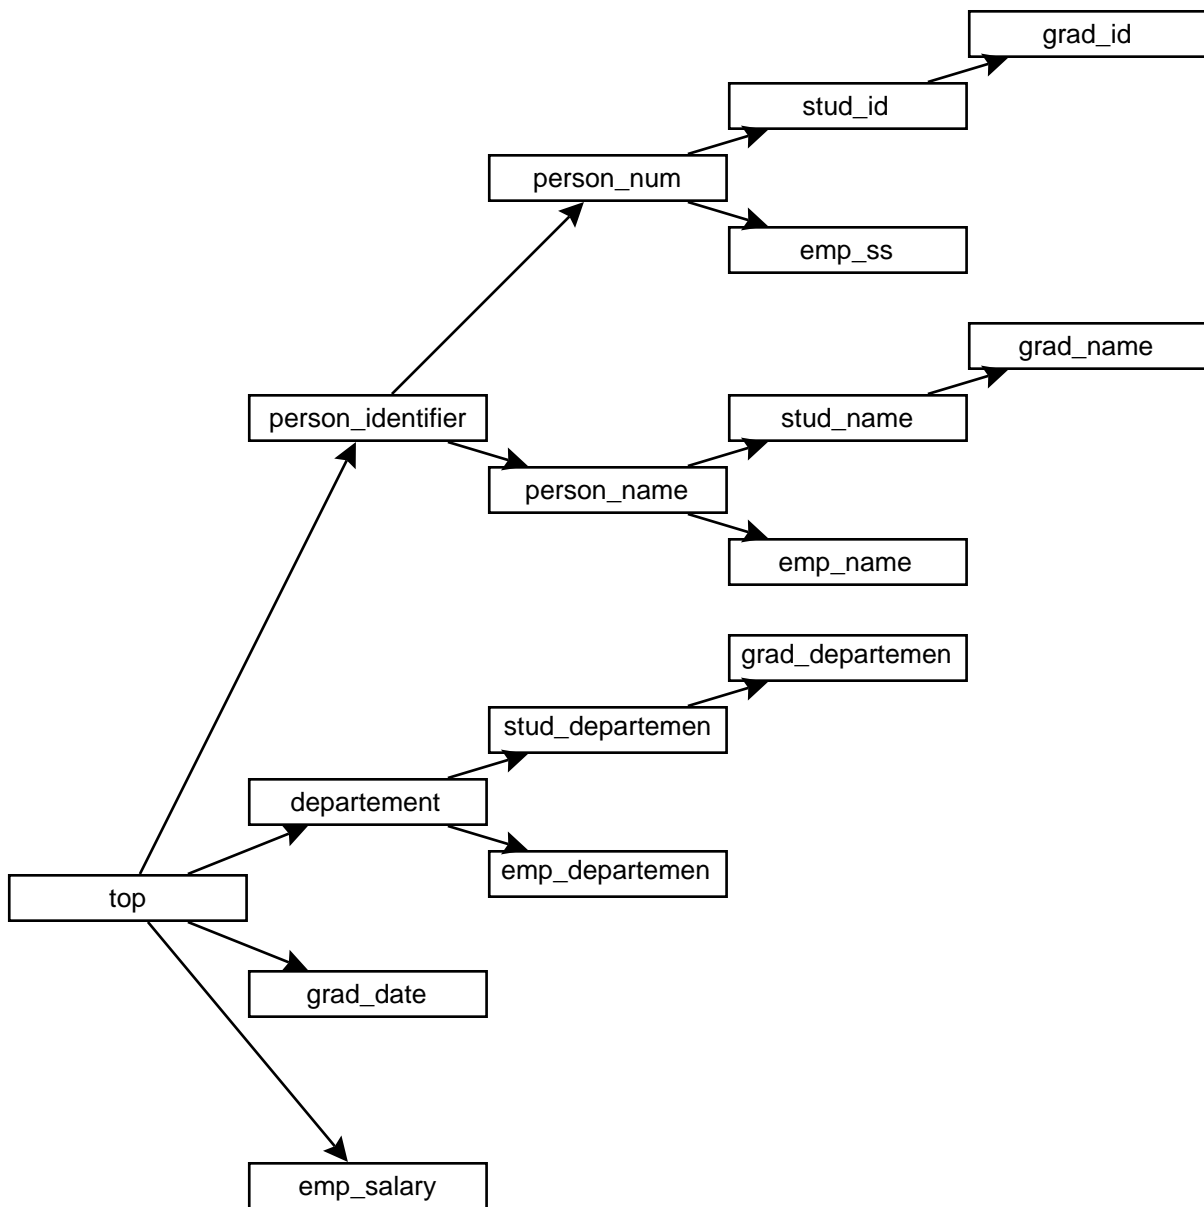 grad_id
stud_id
person_num
emp_ss
grad_name
person_identifier
stud_name
person_name
emp_name
grad_departemen
stud_departemen
departement
emp_departemen
top
grad_date
emp_salary